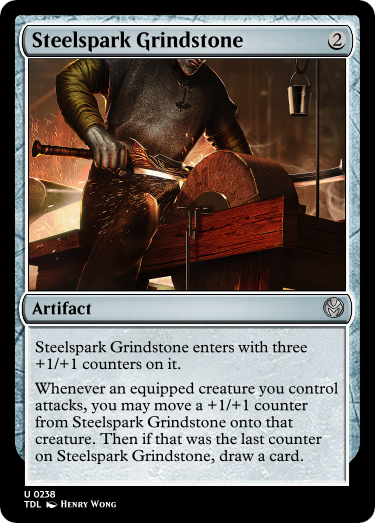 Steelspark Grindstone 2
Artifact
Steelspark Grindstone enters with three
+1/+1 counters on it.
Whenever an equipped creature you control
attacks, you may move a +1/+1 counter
from Steelspark Grindstone onto that
creature. Then if that was the last counter
on Steelspark Grindstone, draw a card.
U 0238
TDL Henry Wong